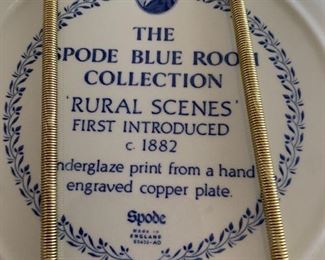 THE
SPODE BLUE ROOM
COLLECTION
'RURAL SCENES'
FIRST INTRODUCED
c. 1882
nderglaze print from a hand
engraved copper plate.
Spode
MADE IN
ENGLAND